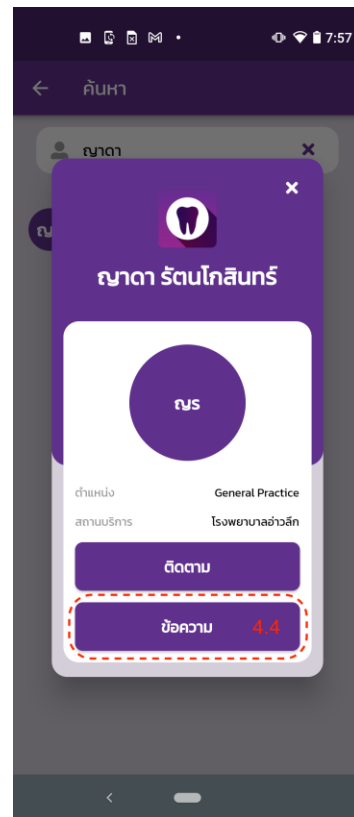 7:57
ค้นหา
ญาดา
ญ
ญาดา รัตนโกสินทร์
ญร
ตำแหน่ง General Practice
สถานบริการ โรงพยาบาลอ่าวลึก
ติดตาม
ข้อความ 4.4